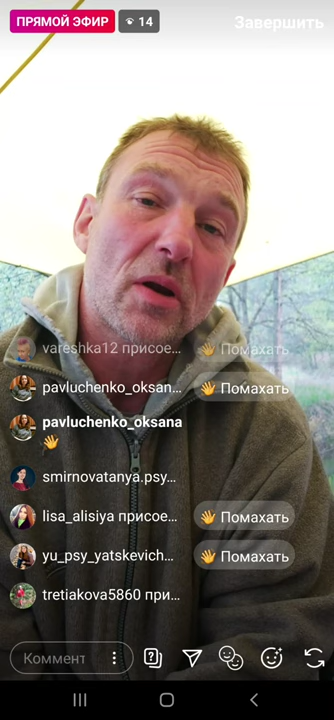 ПРЯМОЙ ЭФИР 14 Завершить
vareshka12 присое... Помахать
pavluchenko_oksan... Помахать
pavluchenko_oksana
smirnovatanya.psy...
lisa_alisiya присое... Помахать
yu_psy_yatskevich... Помахать
tretiakova5860 при...
Коммент